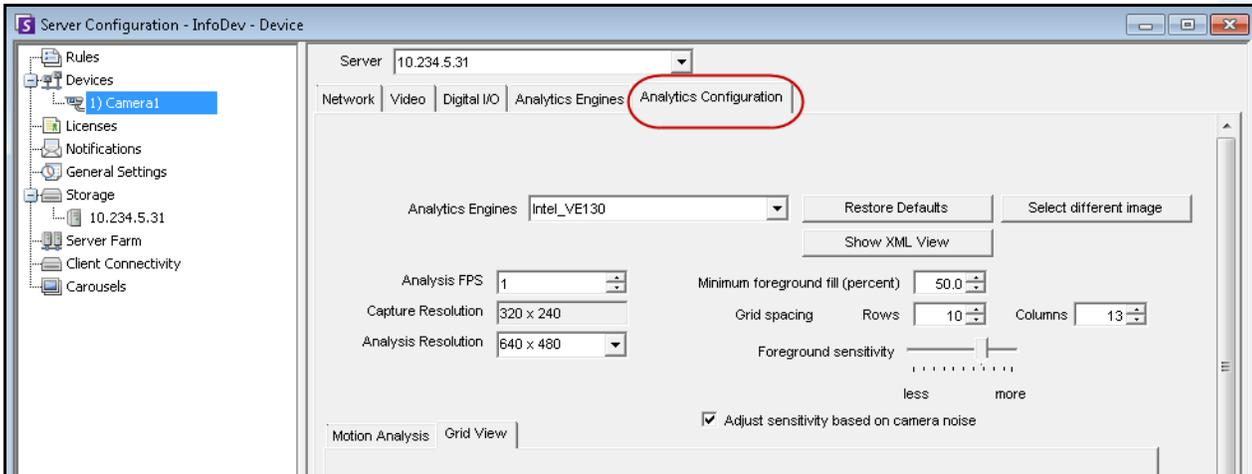 Server Configuration - InfoDev - Device
Rules
Devices
1) Camera1
Licenses
Notifications
General Settings
Storage
10.234.5.31
Server Farm
Client Connectivity
Carousels
Server 10.234.5.31
Network Video Digital I/O Analytics Engines Analytics Configuration
Analytics Engines Intel_VE130 Restore Defaults Select different image
Show XML View
Analysis FPS 1 Minimum foreground fill (percent) 50.0
Capture Resolution 320 x 240 Grid spacing Rows 10 Columns 13
Analysis Resolution 640 x 480 Foreground sensitivity
less more
Adjust sensitivity based on camera noise
Motion Analysis Grid View